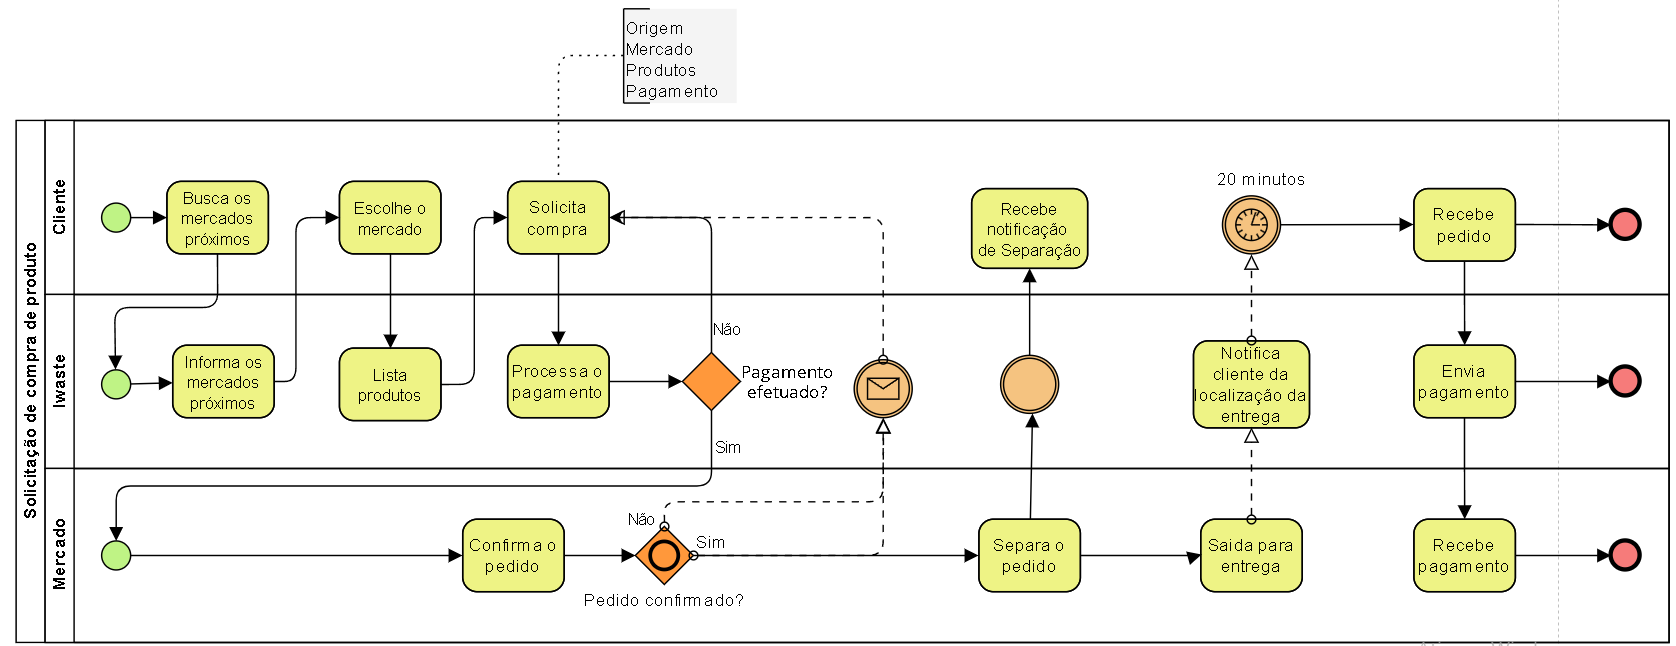 Origem
Mercado
Produtos
Pagamento
Solicitação de compra de produto
Cliente
Busca os
mercados
próximos
Escolhe o
mercado
Solicita
compra
Recebe
notificação
de Separação
20 minutos
Recebe
pedido
Iwaste
Informa os
mercados
próximos
Lista
produtos
Processa o
pagamento
Não
Pagamento
efetuado?
Sim
Notifica
cliente da
localização da
entrega
Envia
pagamento
Mercado
Confirma o
pedido
Não
Sim
Pedido confirmado?
Separa o
pedido
Saida para
entrega
Recebe
pagamento